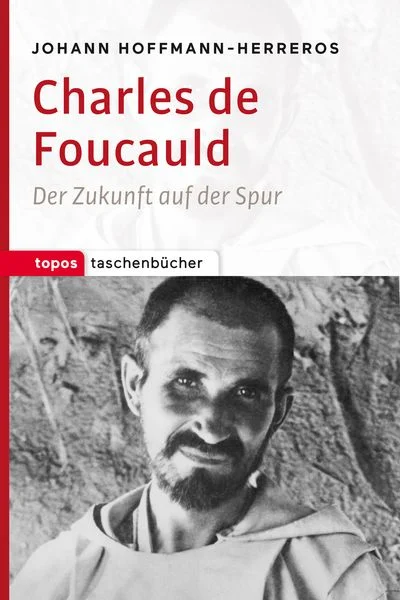 JOHANN HOFFMANN-HERREROS
Charles de
Foucauld
Der Zukunft auf der Spur
topos taschenbücher